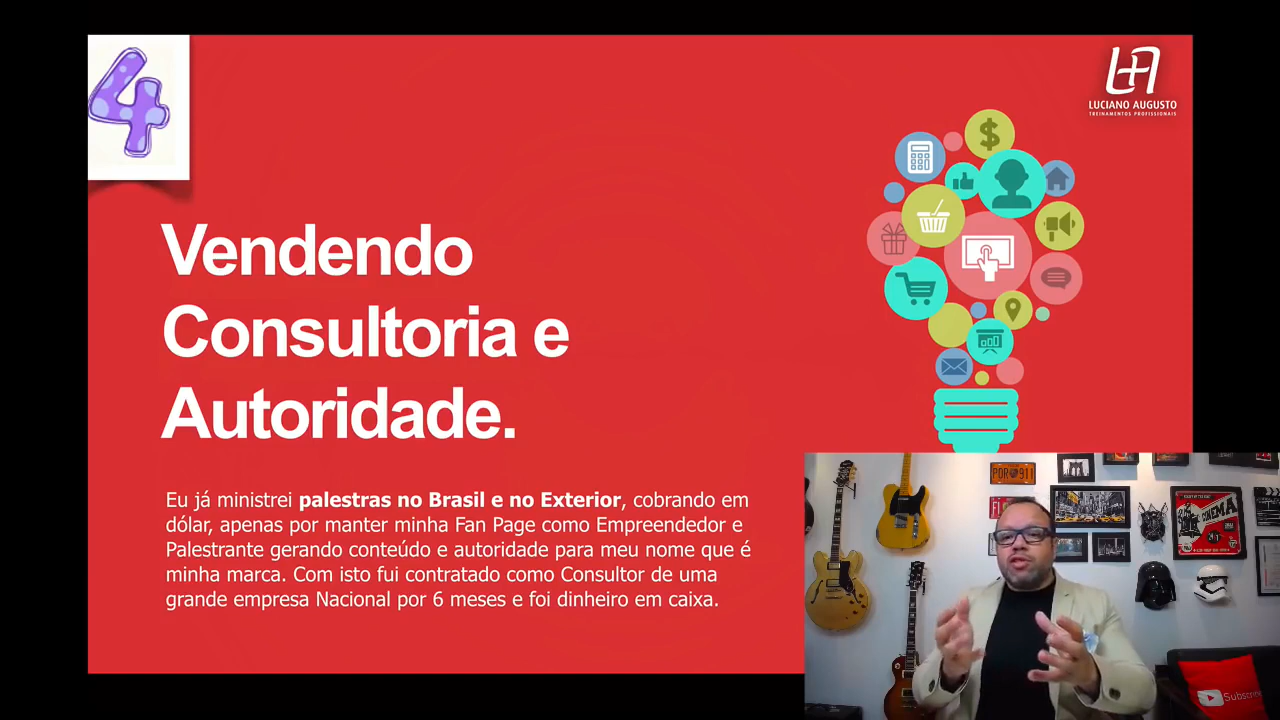 4
LUCIANO AUGUSTO
TREINAMENTOS PROFISSIONAIS
Vendendo
Consultoria e
Autoridade.
Eu já ministrei palestras no Brasil e no Exterior, cobrando em
dólar, apenas por manter minha Fan Page como Empreendedor e
Palestrante gerando conteúdo e autoridade para meu nome que é
minha marca. Com isto fui contratado como Consultor de uma
grande empresa Nacional por 6 meses e foi dinheiro em caixa.
PDR 911
CINEMA